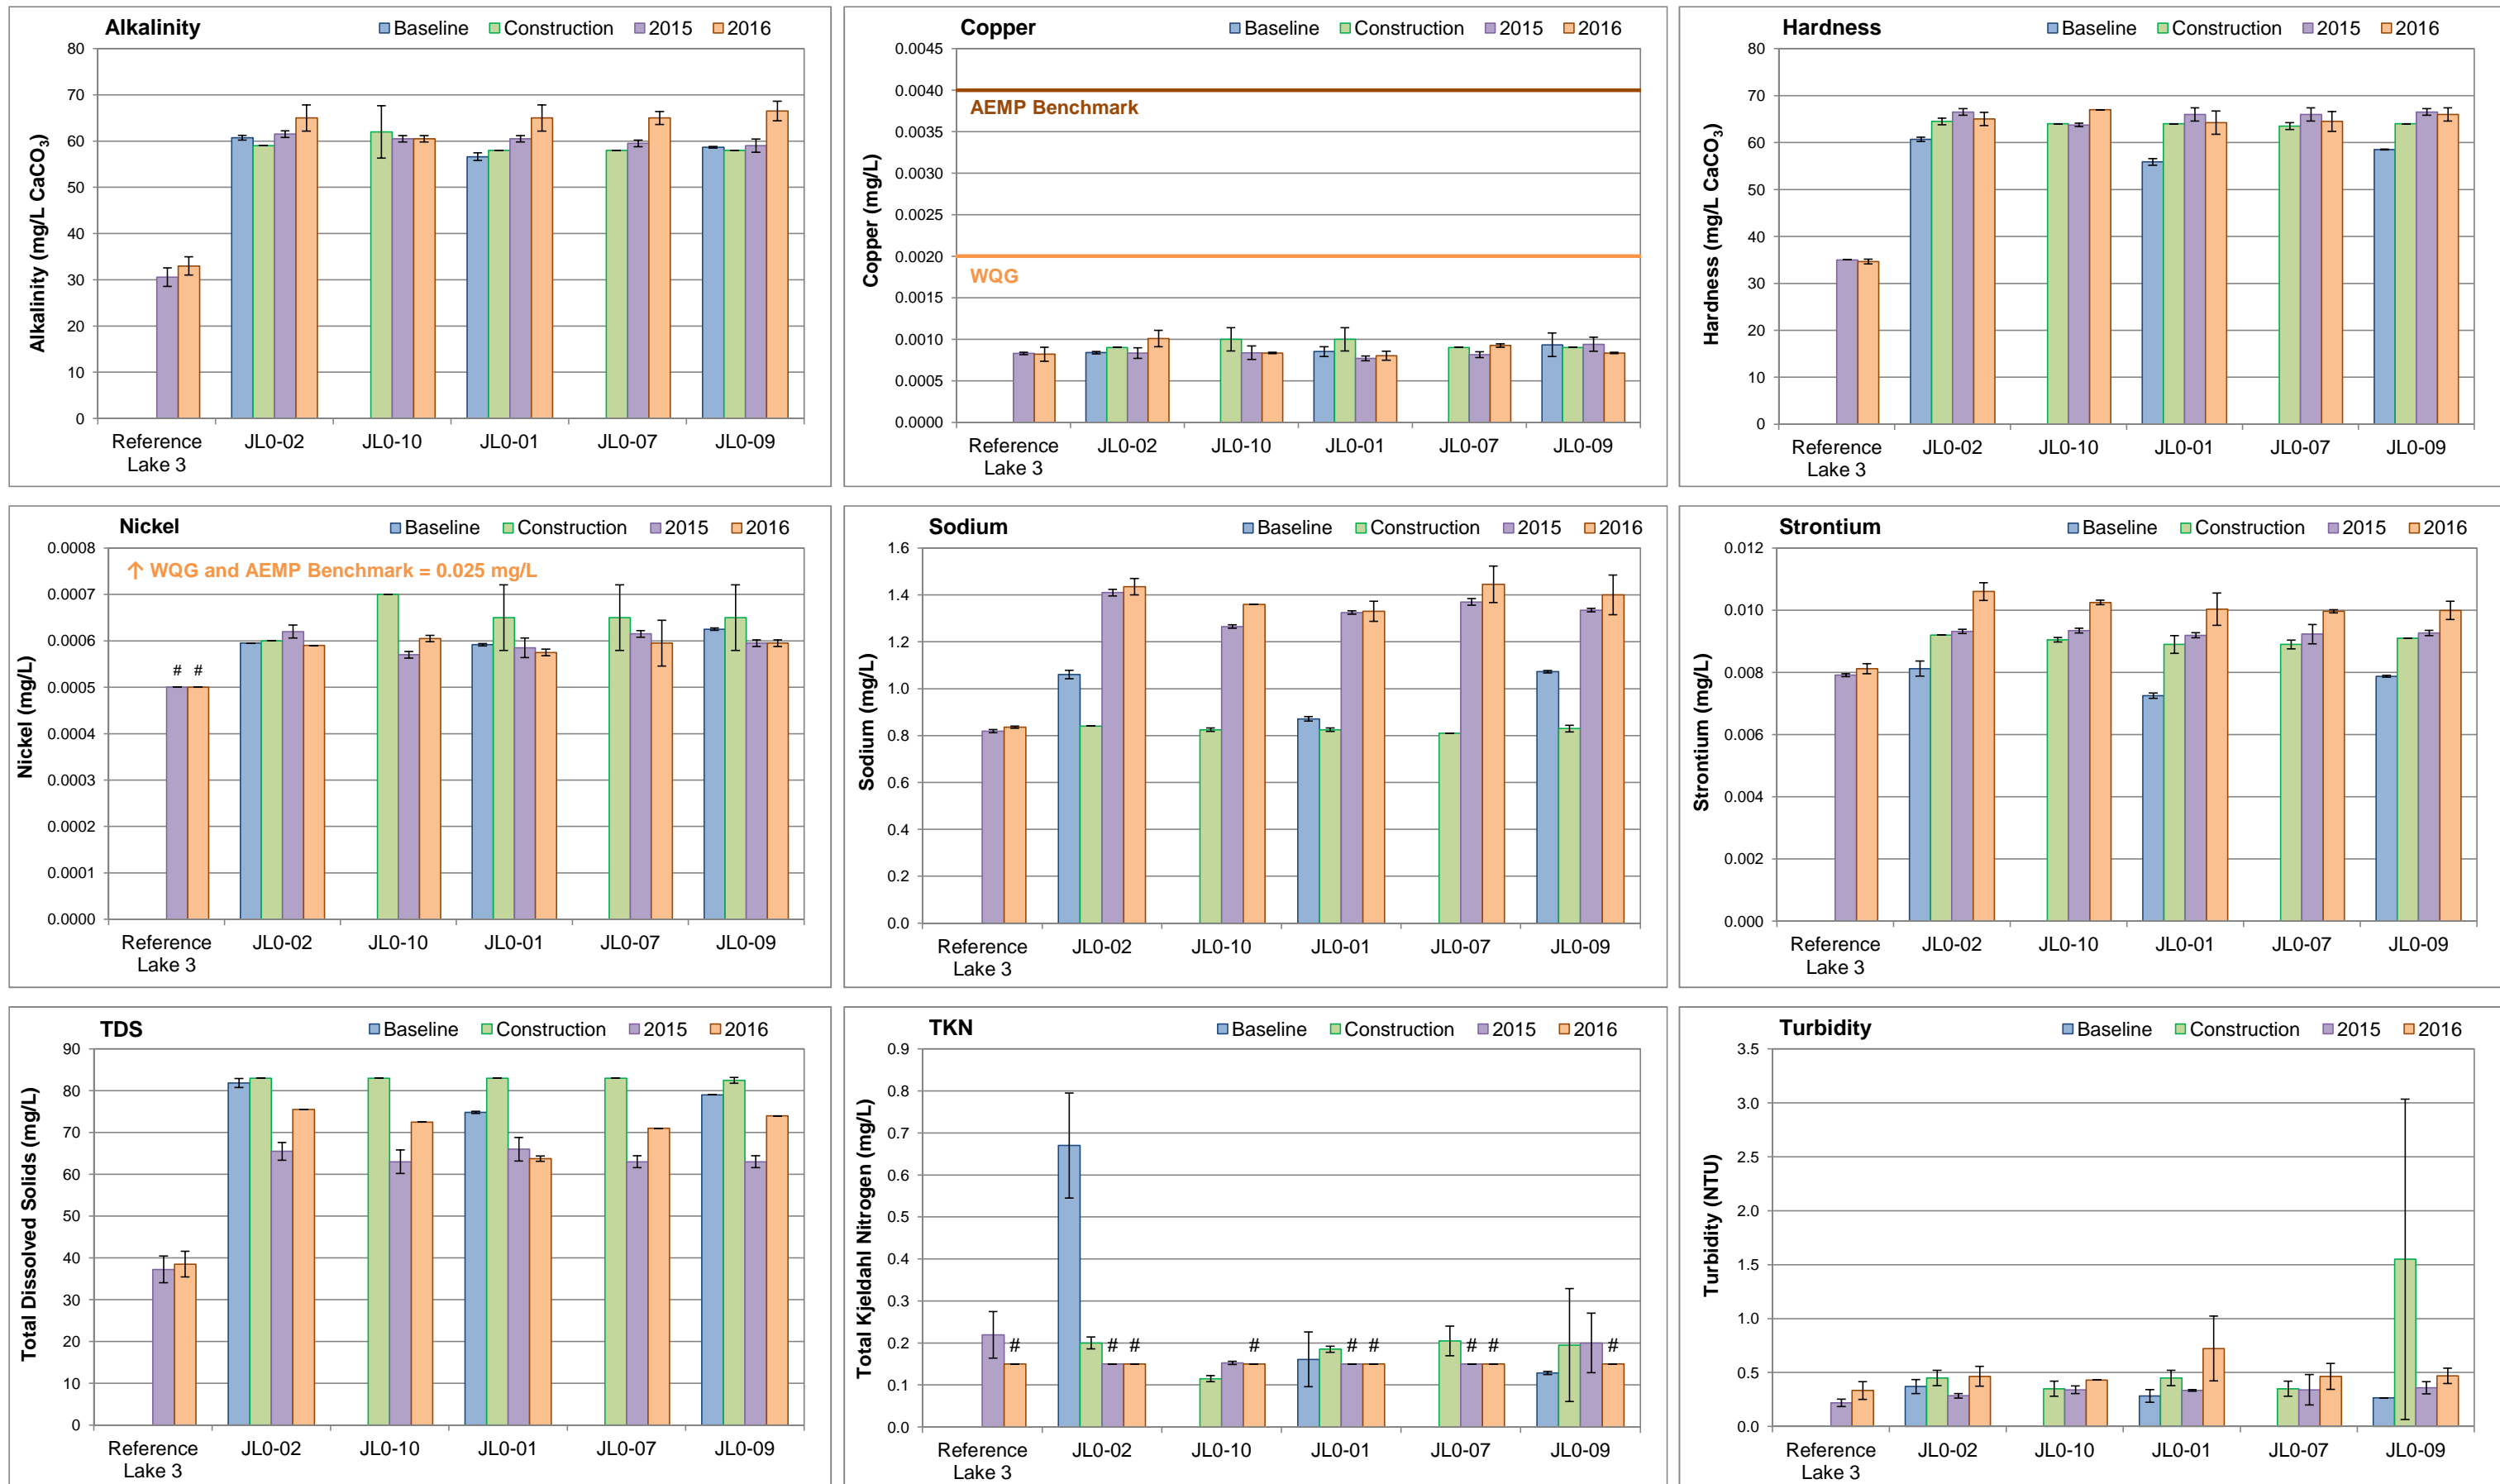 Alkalinity
Baseline Construction 2015 2016
Alkalinity (mg/L CaCO3)
80
70
60
50
40
30
20
10
0
Reference Lake 3 JL0-02 JL0-10 JL0-01 JL0-07 JL0-09
Copper
Baseline Construction 2015 2016
Copper (mg/L)
0.0045
0.0040
0.0035
0.0030
0.0025
0.0020
0.0015
0.0010
0.0005
0.0000
AEMP Benchmark
WQG
Reference Lake 3 JL0-02 JL0-10 JL0-01 JL0-07 JL0-09
Hardness
Baseline Construction 2015 2016
Hardness (mg/L CaCO3)
80
70
60
50
40
30
20
10
0
Reference Lake 3 JL0-02 JL0-10 JL0-01 JL0-07 JL0-09
Nickel
Baseline Construction 2015 2016
Nickel (mg/L)
0.0008
0.0007
0.0006
0.0005
0.0004
0.0003
0.0002
0.0001
0.0000
↑ WQG and AEMP Benchmark = 0.025 mg/L
# #
Reference Lake 3 JL0-02 JL0-10 JL0-01 JL0-07 JL0-09
Sodium
Baseline Construction 2015 2016
Sodium (mg/L)
1.6
1.4
1.2
1.0
0.8
0.6
0.4
0.2
0.0
Reference Lake 3 JL0-02 JL0-10 JL0-01 JL0-07 JL0-09
Strontium
Baseline Construction 2015 2016
Strontium (mg/L)
0.012
0.010
0.008
0.006
0.004
0.002
0.000
Reference Lake 3 JL0-02 JL0-10 JL0-01 JL0-07 JL0-09
TDS
Baseline Construction 2015 2016
Total Dissolved Solids (mg/L)
90
80
70
60
50
40
30
20
10
0
Reference Lake 3 JL0-02 JL0-10 JL0-01 JL0-07 JL0-09
TKN
Baseline Construction 2015 2016
Total Kjeldahl Nitrogen (mg/L)
0.9
0.8
0.7
0.6
0.5
0.4
0.3
0.2
0.1
0.0
# # # # # # # # #
Reference Lake 3 JL0-02 JL0-10 JL0-01 JL0-07 JL0-09
Turbidity
Baseline Construction 2015 2016
Turbidity (NTU)
3.5
3.0
2.5
2.0
1.5
1.0
0.5
0.0
Reference Lake 3 JL0-02 JL0-10 JL0-01 JL0-07 JL0-09